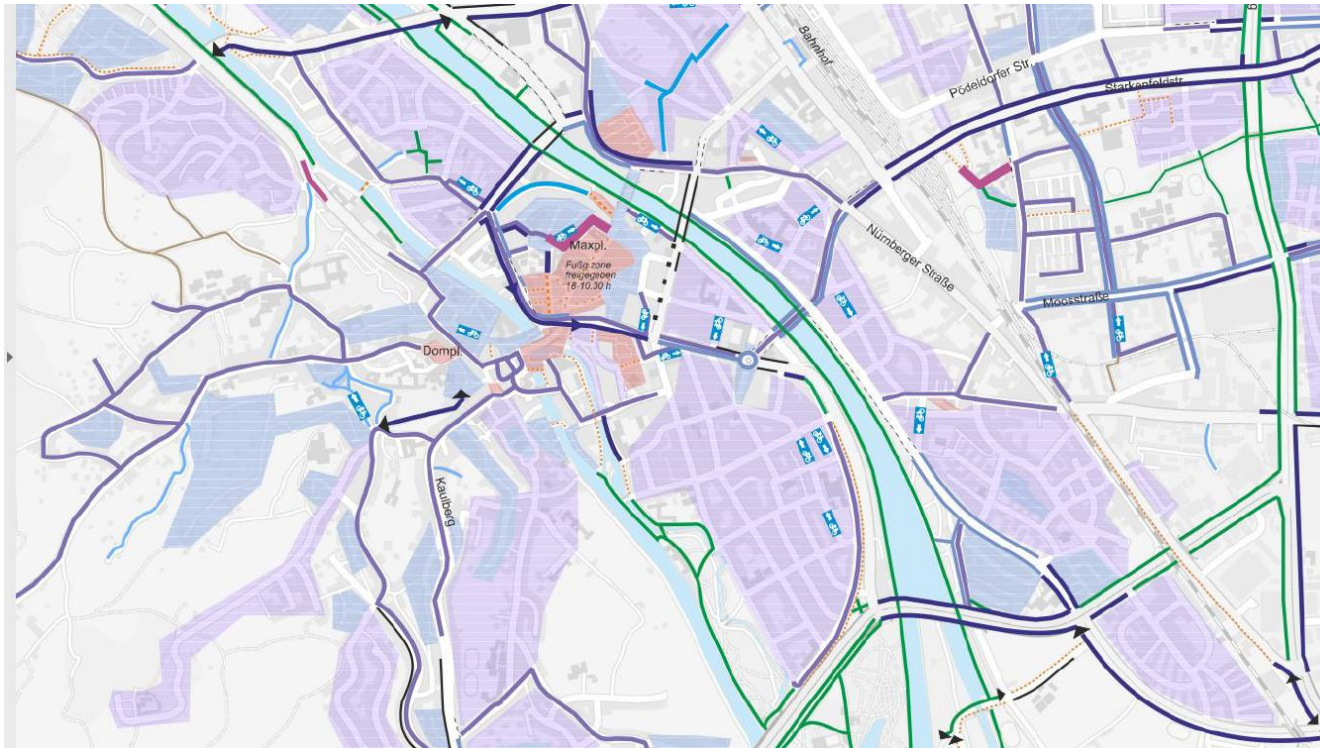 Bahnhof
Pödeldorfer Str.
Starkenfeldstr.
Nürnberger Straße
Maxpl.
Fußg.zone
freigegeben
18-10.30 h
Moosstraße
Dompl.
Kaulberg